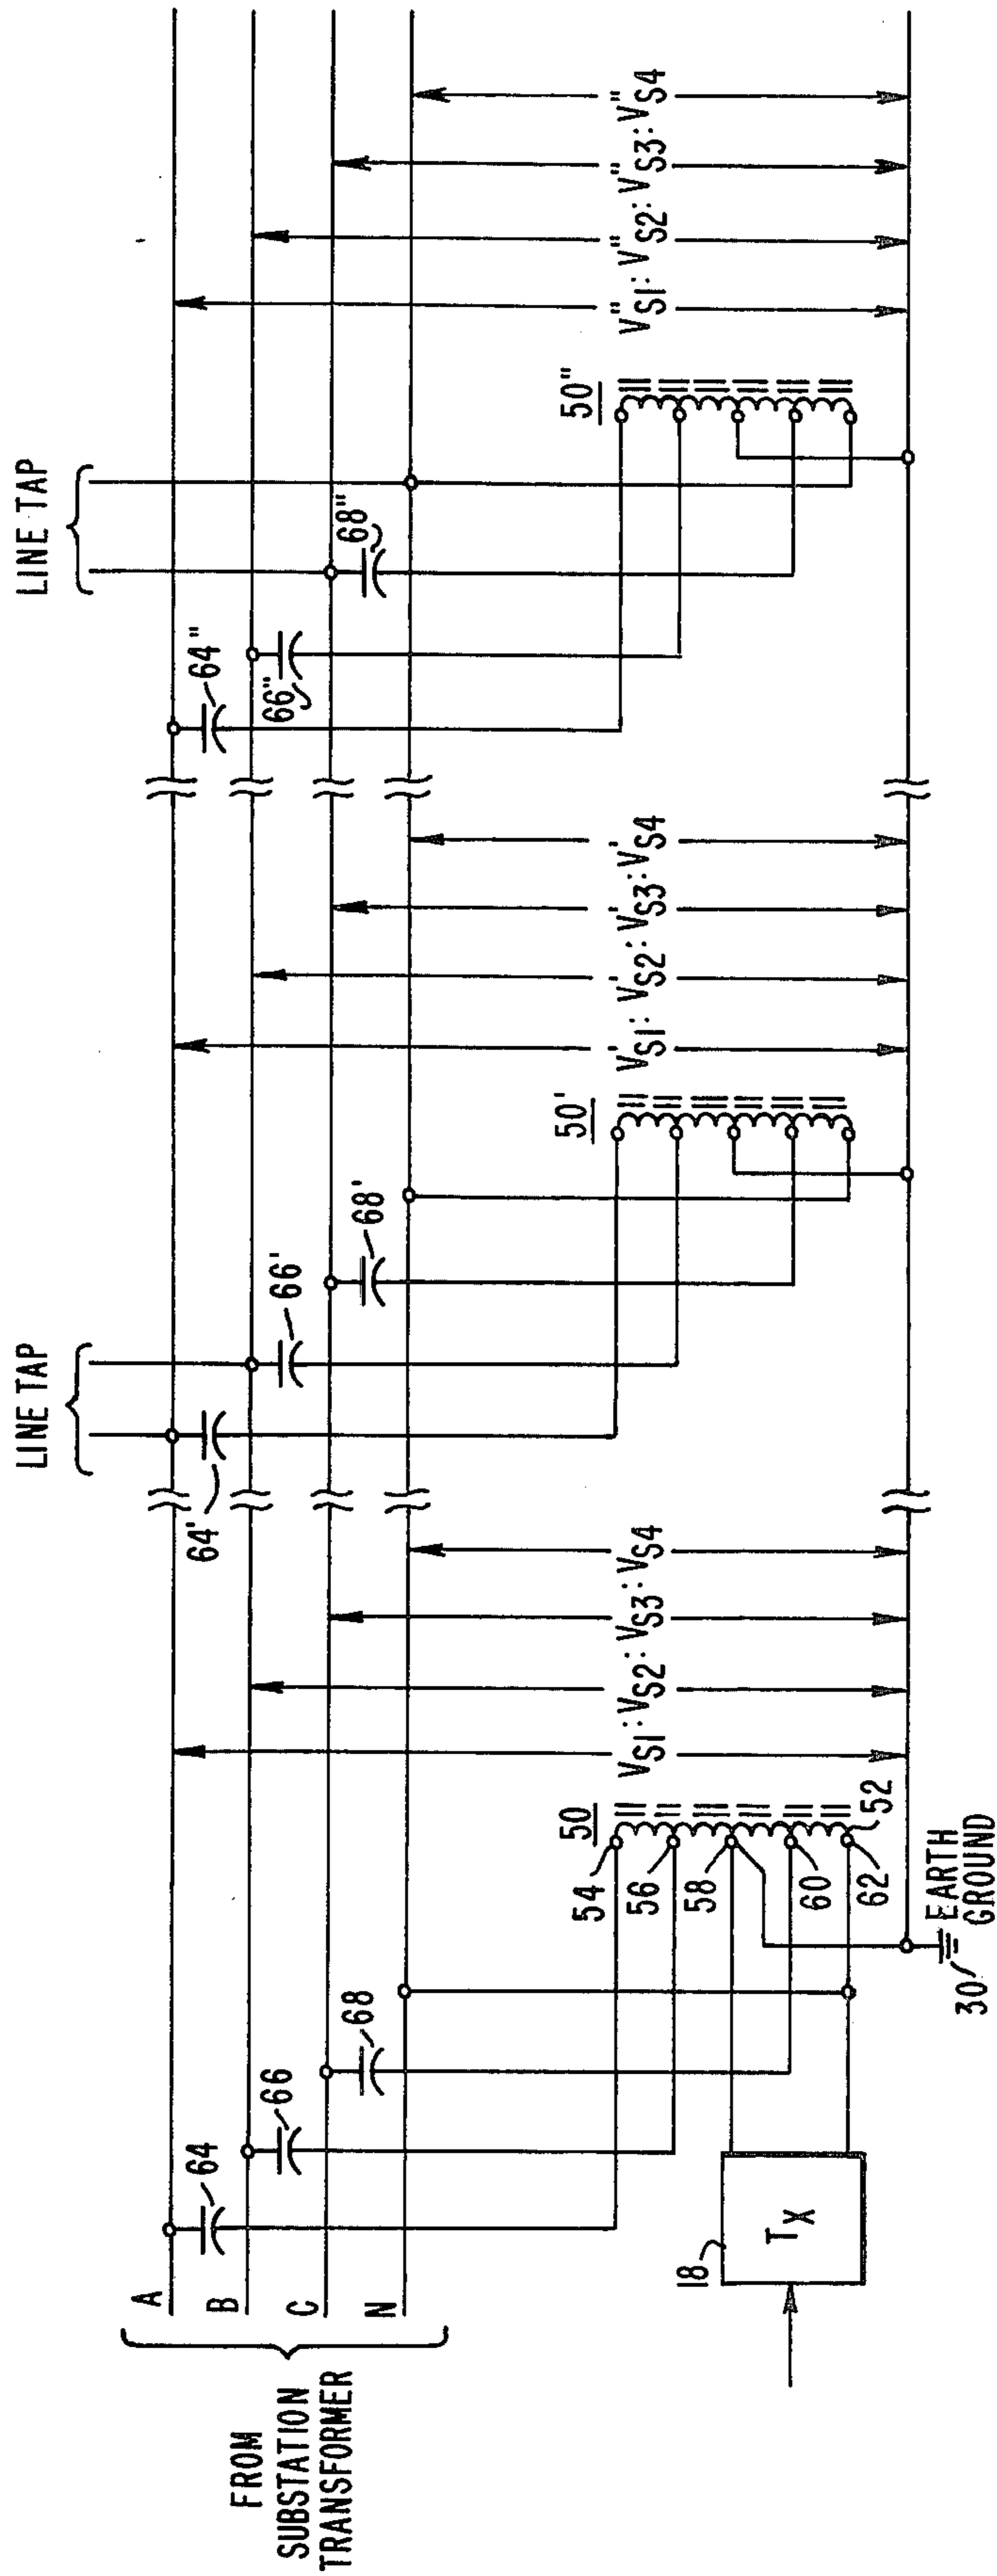 LINE TAP
LINE TAP
FROM
SUBSTATION
TRANSFORMER
A
B
C
N
64
66
68
64'
66'
68'
64"
66"
68"
50
50'
50"
54
56
58
60
62
52
VS1 : VS2 : VS3 : VS4
V'S1 : V'S2 : V'S3 : V'S4
V"S1 : V"S2 : V"S3 : V"S4
18
TX
30
EARTH
GROUND